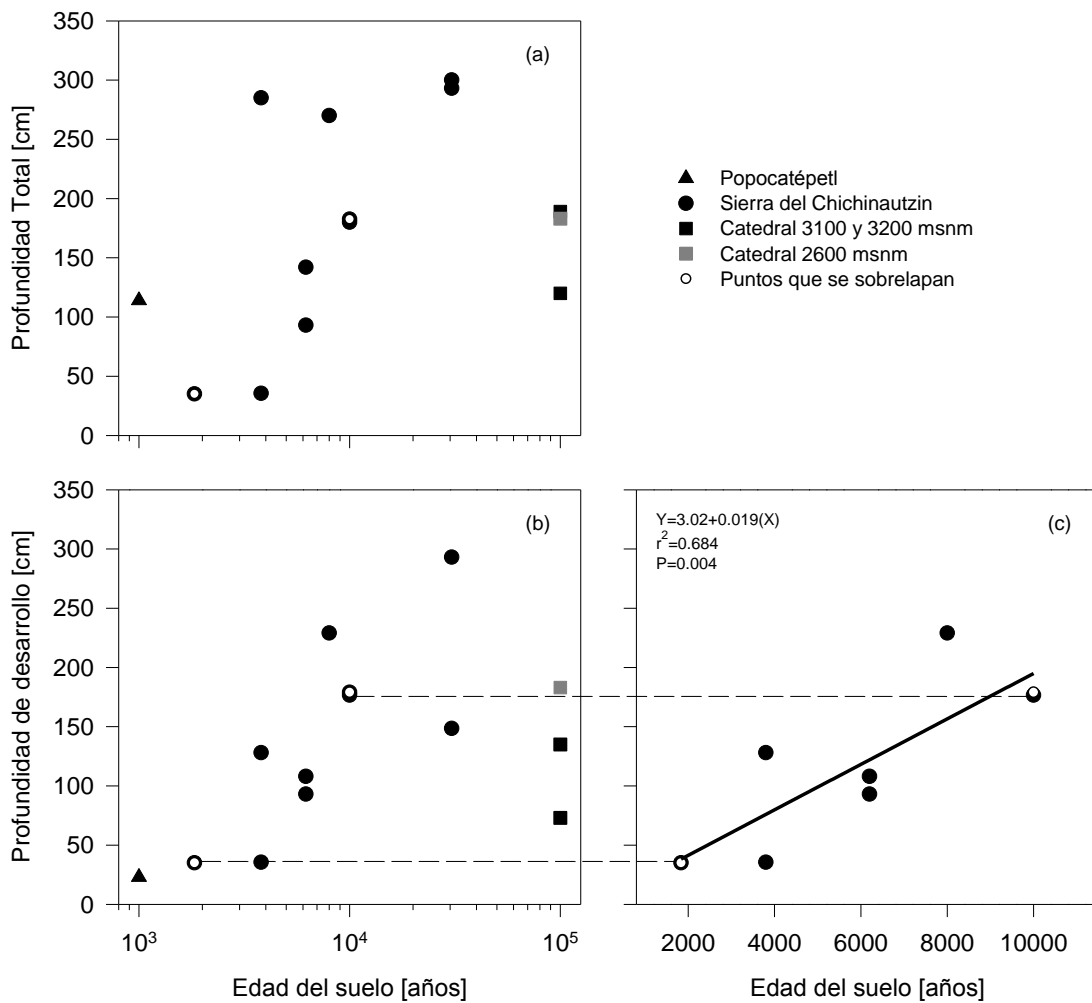 350
300
250
200
150
100
50
0
Profundidad Total [cm]
(a)
Popocatépetl
Sierra del Chichinautzin
Catedral 3100 y 3200 msnm
Catedral 2600 msnm
Puntos que se sobrelapan
350
300
250
200
150
100
50
0
Profundidad de desarrollo [cm]
(b)
10³
10⁴
10⁵
Edad del suelo [años]
Y=3.02+0.019(X)
r²=0.684
P=0.004
(c)
2000
4000
6000
8000
10000
Edad del suelo [años]